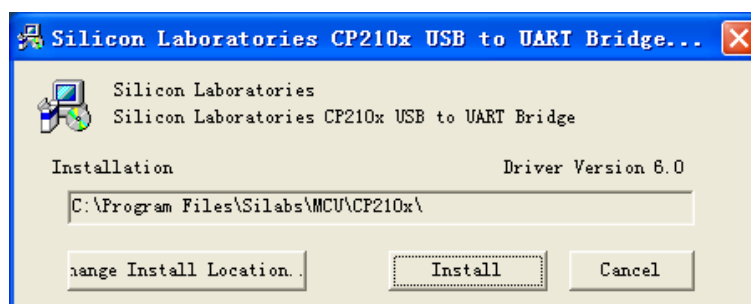 Silicon Laboratories CP210x USB to UART Bridge...
Silicon Laboratories
Silicon Laboratories CP210x USB to UART Bridge
Installation Driver Version 6.0
C:\Program Files\Silabs\MCU\CP210x\
hange Install Location.. Install Cancel